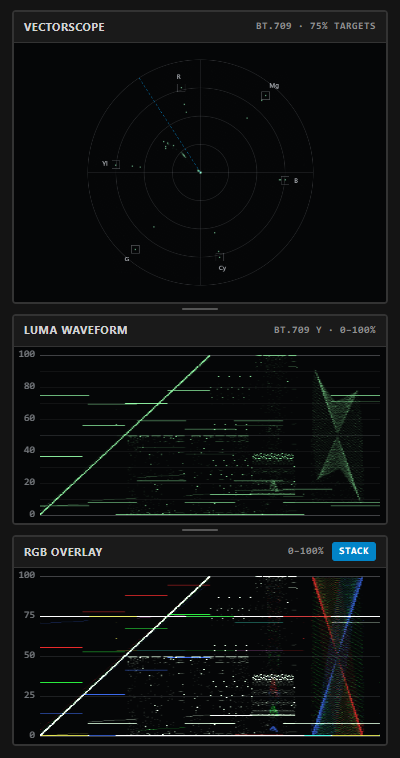 VECTORSCOPE BT.709 · 75% TARGETS
R
Mg
Yl
B
G
Cy
LUMA WAVEFORM BT.709 Y · 0–100%
100
80
60
40
20
0
RGB OVERLAY 0–100% STACK
100
75
50
25
0